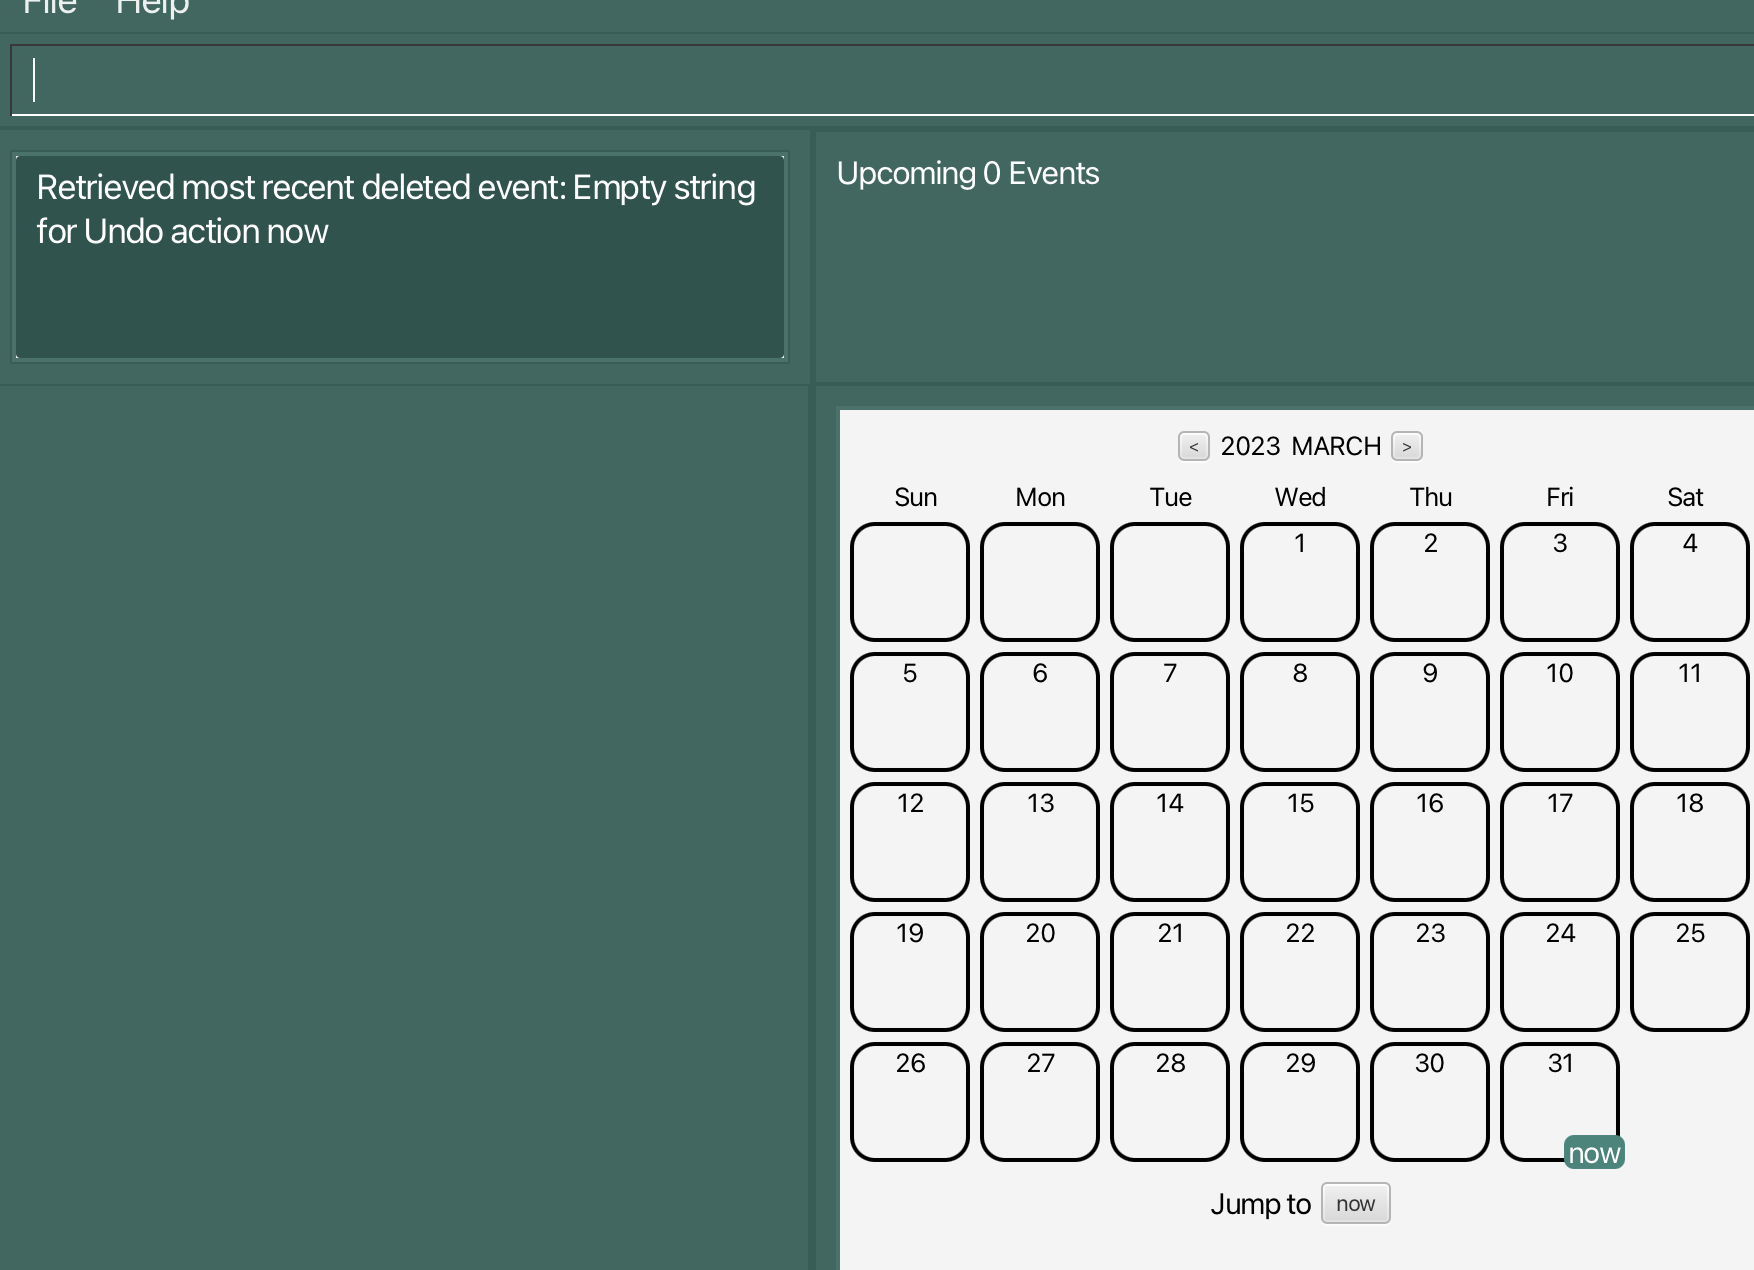 File Help
Retrieved most recent deleted event: Empty string
for Undo action now
Upcoming 0 Events
< 2023 MARCH >
Sun Mon Tue Wed Thu Fri Sat
1 2 3 4
5 6 7 8 9 10 11
12 13 14 15 16 17 18
19 20 21 22 23 24 25
26 27 28 29 30 31
now
Jump to now